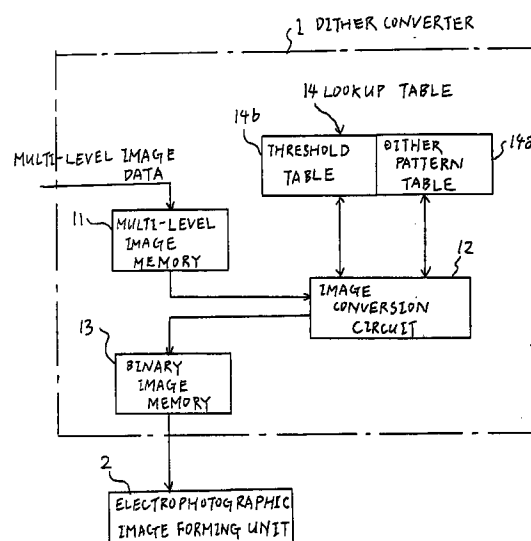 1 DITHER CONVERTER
14 LOOKUP TABLE
14b
THRESHOLD
TABLE
DITHER
PATTERN
TABLE
14a
MULTI-LEVEL IMAGE
DATA
11
MULTI-LEVEL
IMAGE
MEMORY
12
IMAGE
CONVERSION
CIRCUIT
13
BINARY
IMAGE
MEMORY
2
ELECTROPHOTOGRAPHIC
IMAGE FORMING UNIT